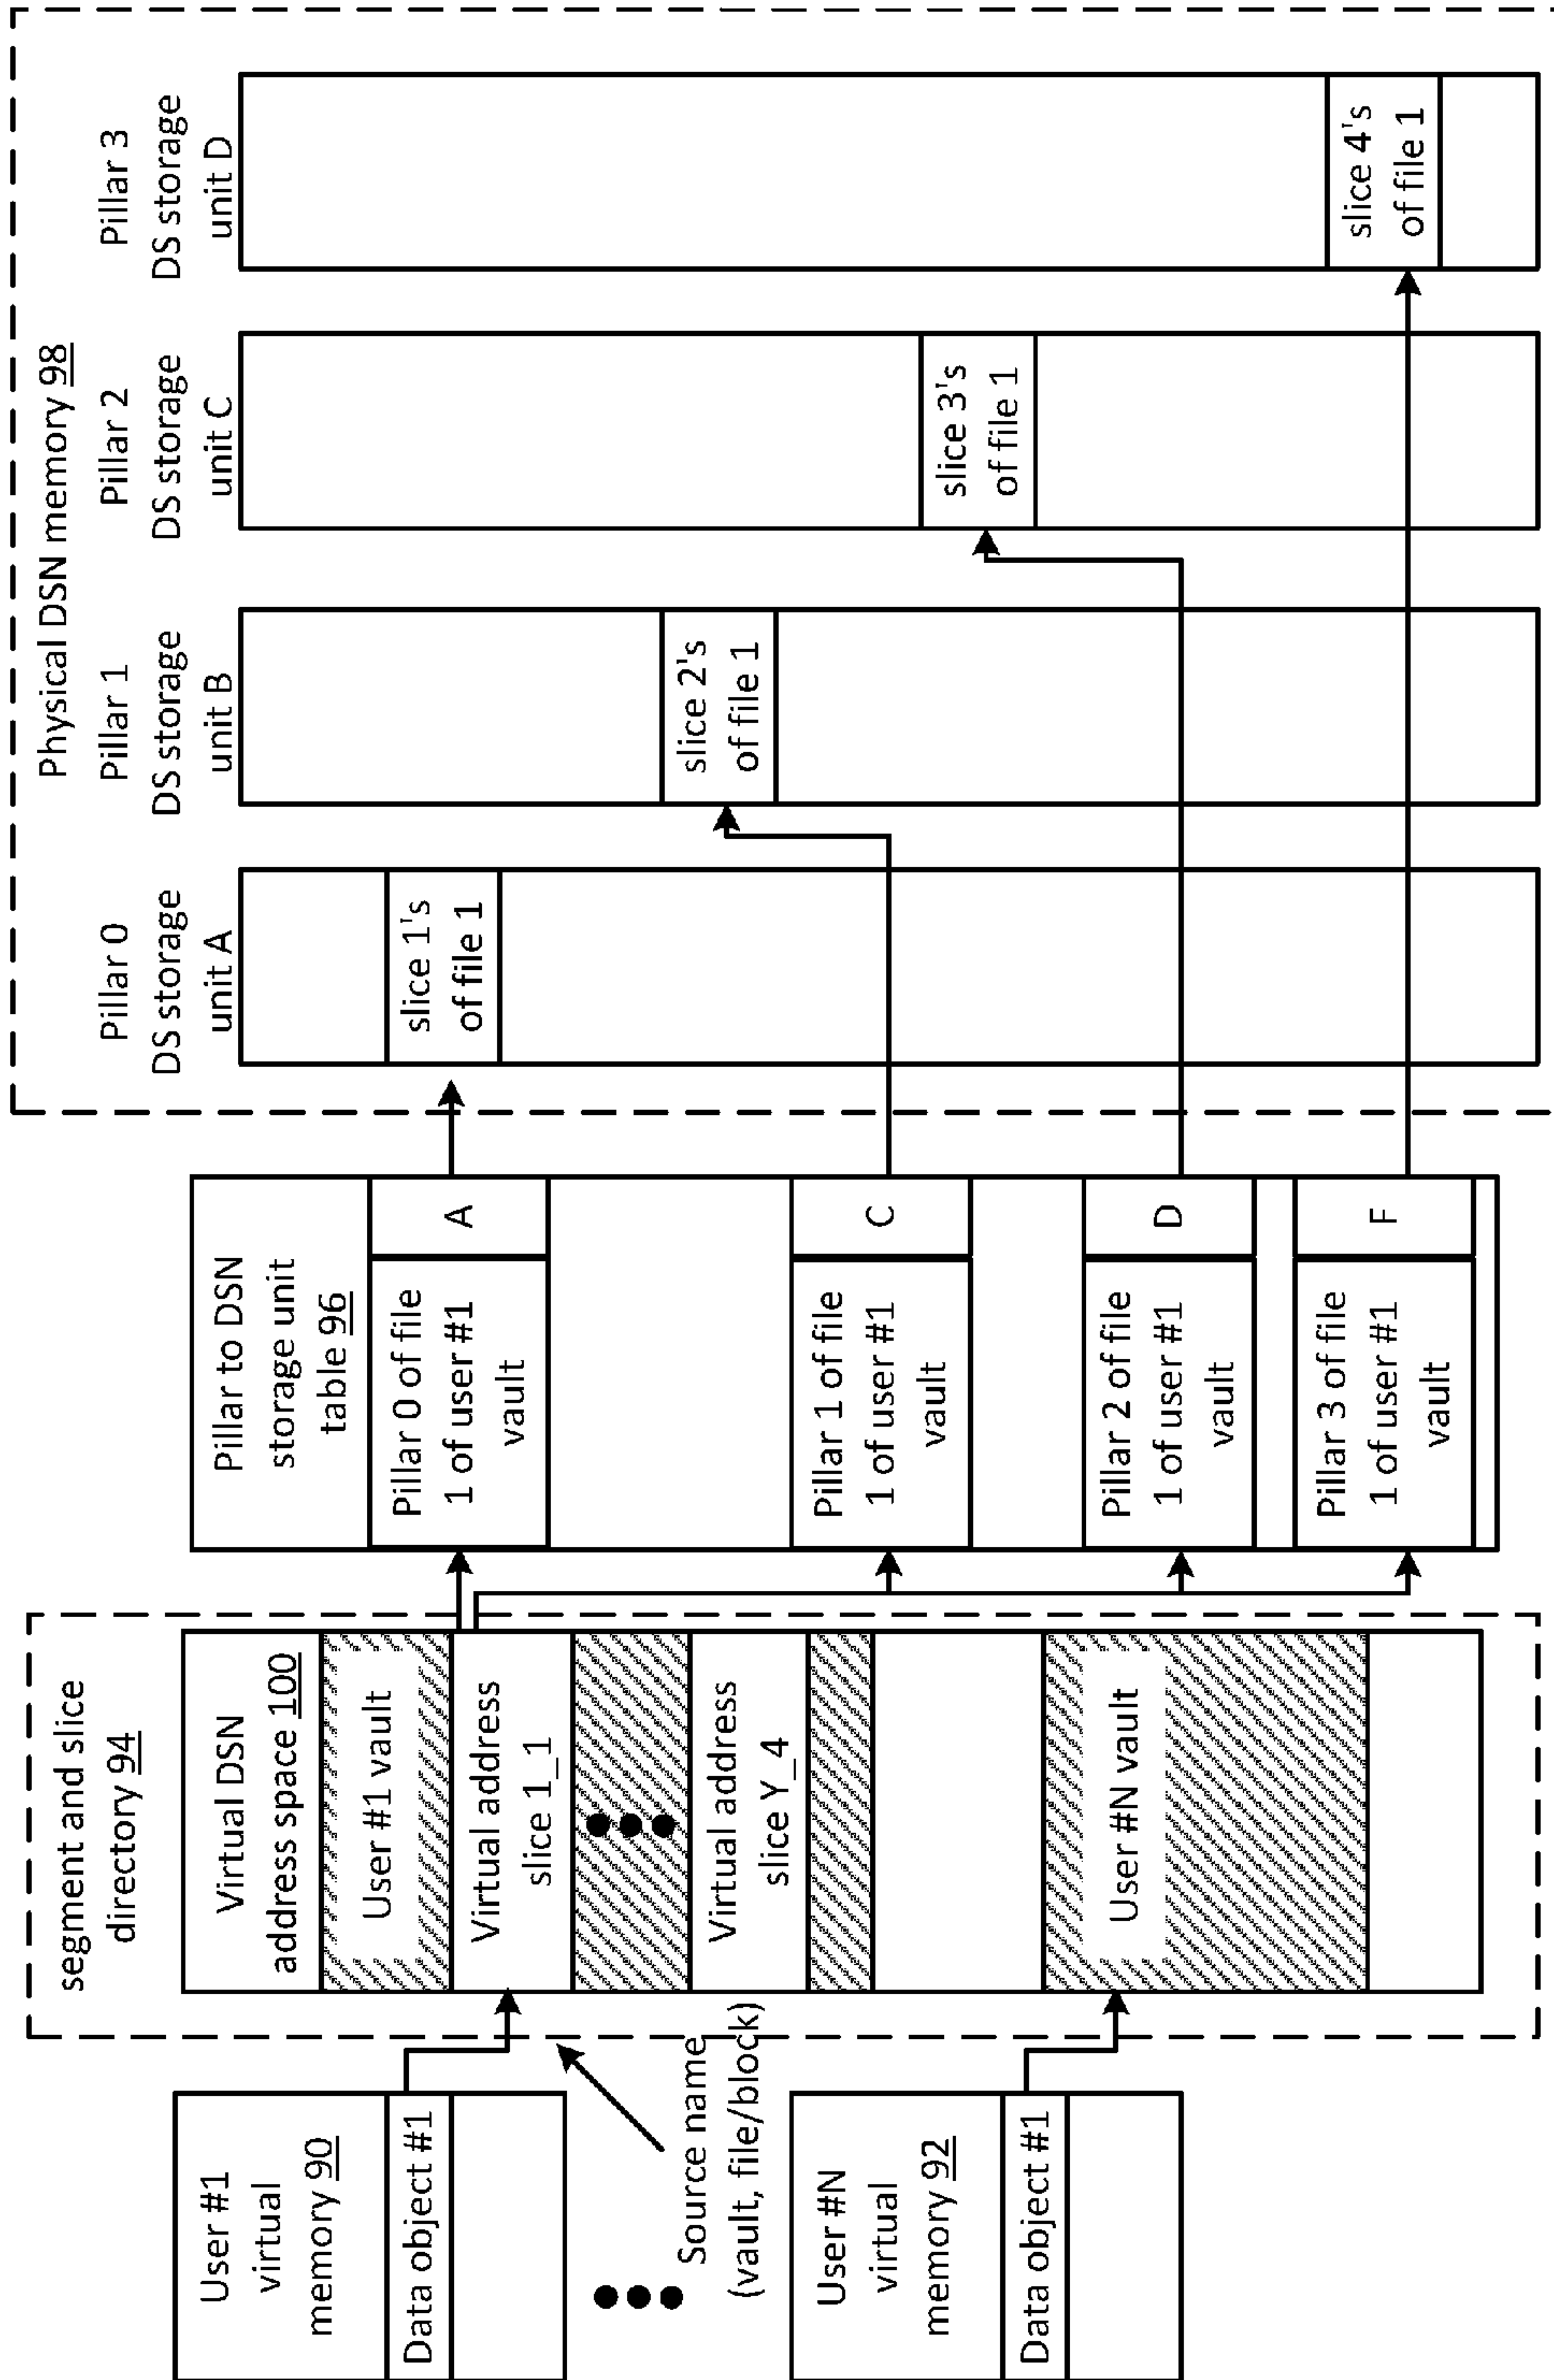 User #1
virtual
memory 90
Data object #1
Source name
(vault, file/block)
User #N
virtual
memory 92
Data object #1
segment and slice
directory 94
Virtual DSN
address space 100
User #1 vault
Virtual address
slice 1_1
Virtual address
slice Y_4
User #N vault
Pillar to DSN
storage unit
table 96
Pillar 0 of file
1 of user #1
vault
A
Pillar 1 of file
1 of user #1
vault
C
Pillar 2 of file
1 of user #1
vault
D
Pillar 3 of file
1 of user #1
vault
F
Physical DSN memory 98
Pillar 0
DS storage
unit A
slice 1's
of file 1
Pillar 1
DS storage
unit B
slice 2's
of file 1
Pillar 2
DS storage
unit C
slice 3's
of file 1
Pillar 3
DS storage
unit D
slice 4's
of file 1